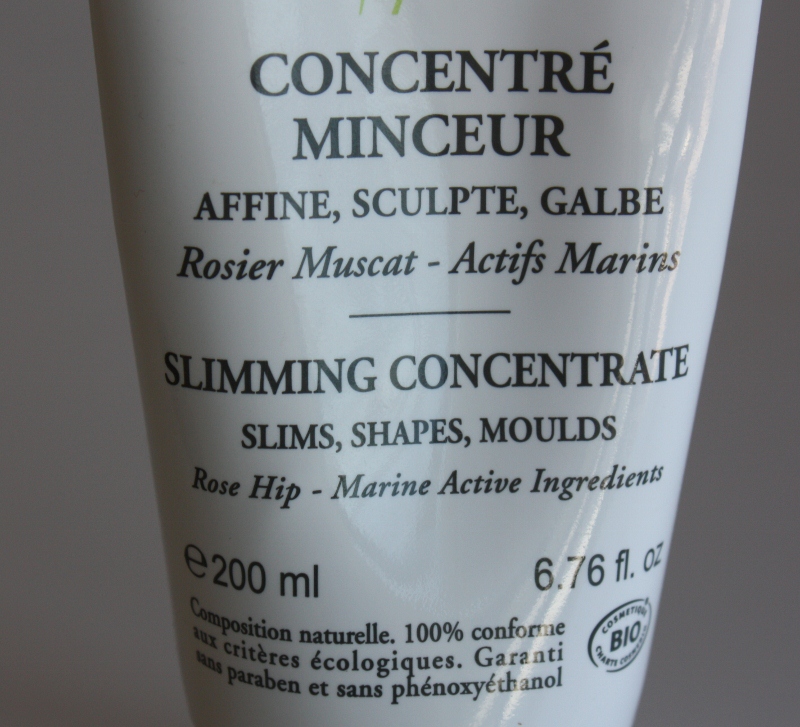 CONCENTRÉ
MINCEUR
AFFINE, SCULPTE, GALBE
Rosier Muscat - Actifs Marins
SLIMMING CONCENTRATE
SLIMS, SHAPES, MOULDS
Rose Hip - Marine Active Ingredients
℮200 ml 6.76 fl. oz
Composition naturelle. 100% conforme
aux critères écologiques. Garanti
sans paraben et sans phénoxyéthanol
COSMETIQUE
BIO
CHARTE